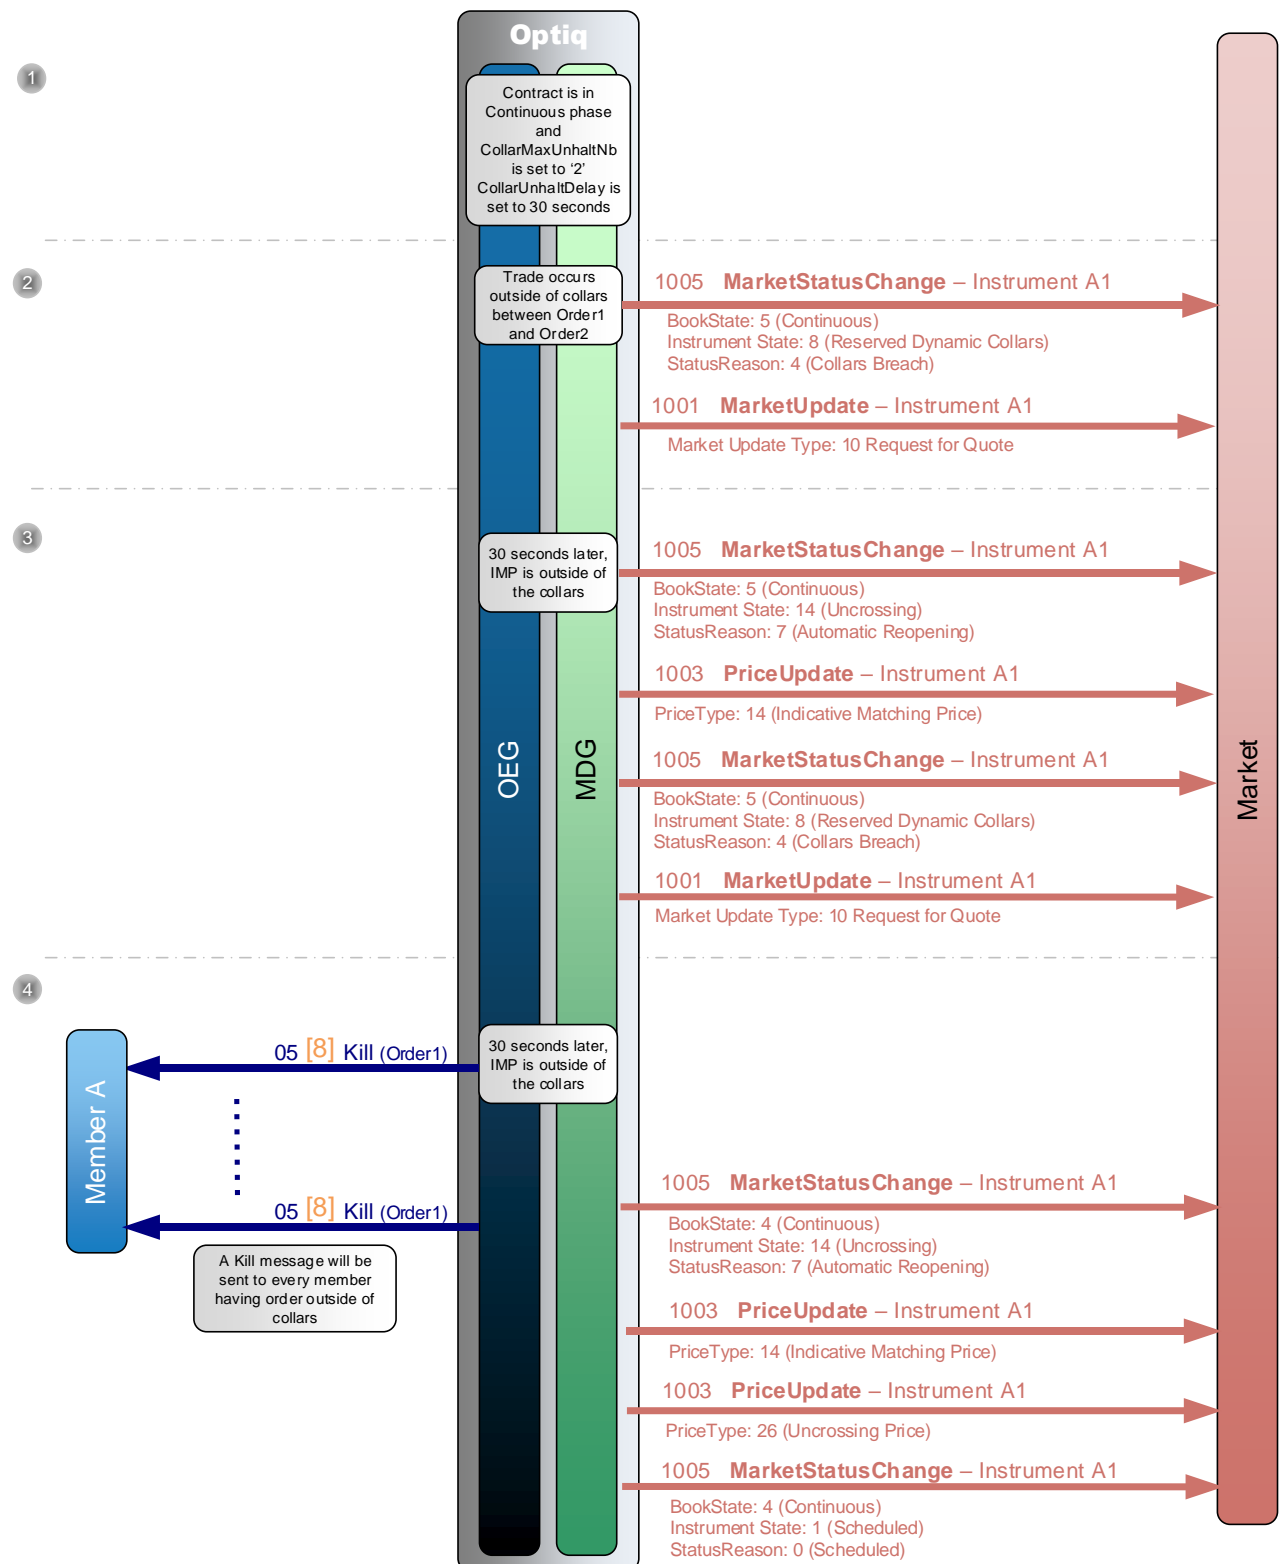 Optiq
1
Contract is in
Continuous phase
and
CollarMaxUnhaltNb
is set to ‘2’
CollarUnhaltDelay is
set to 30 seconds
2
Trade occurs
outside of collars
between Order1
and Order2
1005 MarketStatusChange – Instrument A1
BookState: 5 (Continuous)
Instrument State: 8 (Reserved Dynamic Collars)
StatusReason: 4 (Collars Breach)
1001 MarketUpdate – Instrument A1
Market Update Type: 10 Request for Quote
3
30 seconds later,
IMP is outside of
the collars
1005 MarketStatusChange – Instrument A1
BookState: 5 (Continuous)
Instrument State: 14 (Uncrossing)
StatusReason: 7 (Automatic Reopening)
1003 PriceUpdate – Instrument A1
PriceType: 14 (Indicative Matching Price)
OEG
MDG
Market
1005 MarketStatusChange – Instrument A1
BookState: 5 (Continuous)
Instrument State: 8 (Reserved Dynamic Collars)
StatusReason: 4 (Collars Breach)
1001 MarketUpdate – Instrument A1
Market Update Type: 10 Request for Quote
4
30 seconds later,
IMP is outside of
the collars
05 [8] Kill (Order1)
Member A
05 [8] Kill (Order1)
A Kill message will be
sent to every member
having order outside of
collars
1005 MarketStatusChange – Instrument A1
BookState: 4 (Continuous)
Instrument State: 14 (Uncrossing)
StatusReason: 7 (Automatic Reopening)
1003 PriceUpdate – Instrument A1
PriceType: 14 (Indicative Matching Price)
1003 PriceUpdate – Instrument A1
PriceType: 26 (Uncrossing Price)
1005 MarketStatusChange – Instrument A1
BookState: 4 (Continuous)
Instrument State: 1 (Scheduled)
StatusReason: 0 (Scheduled)